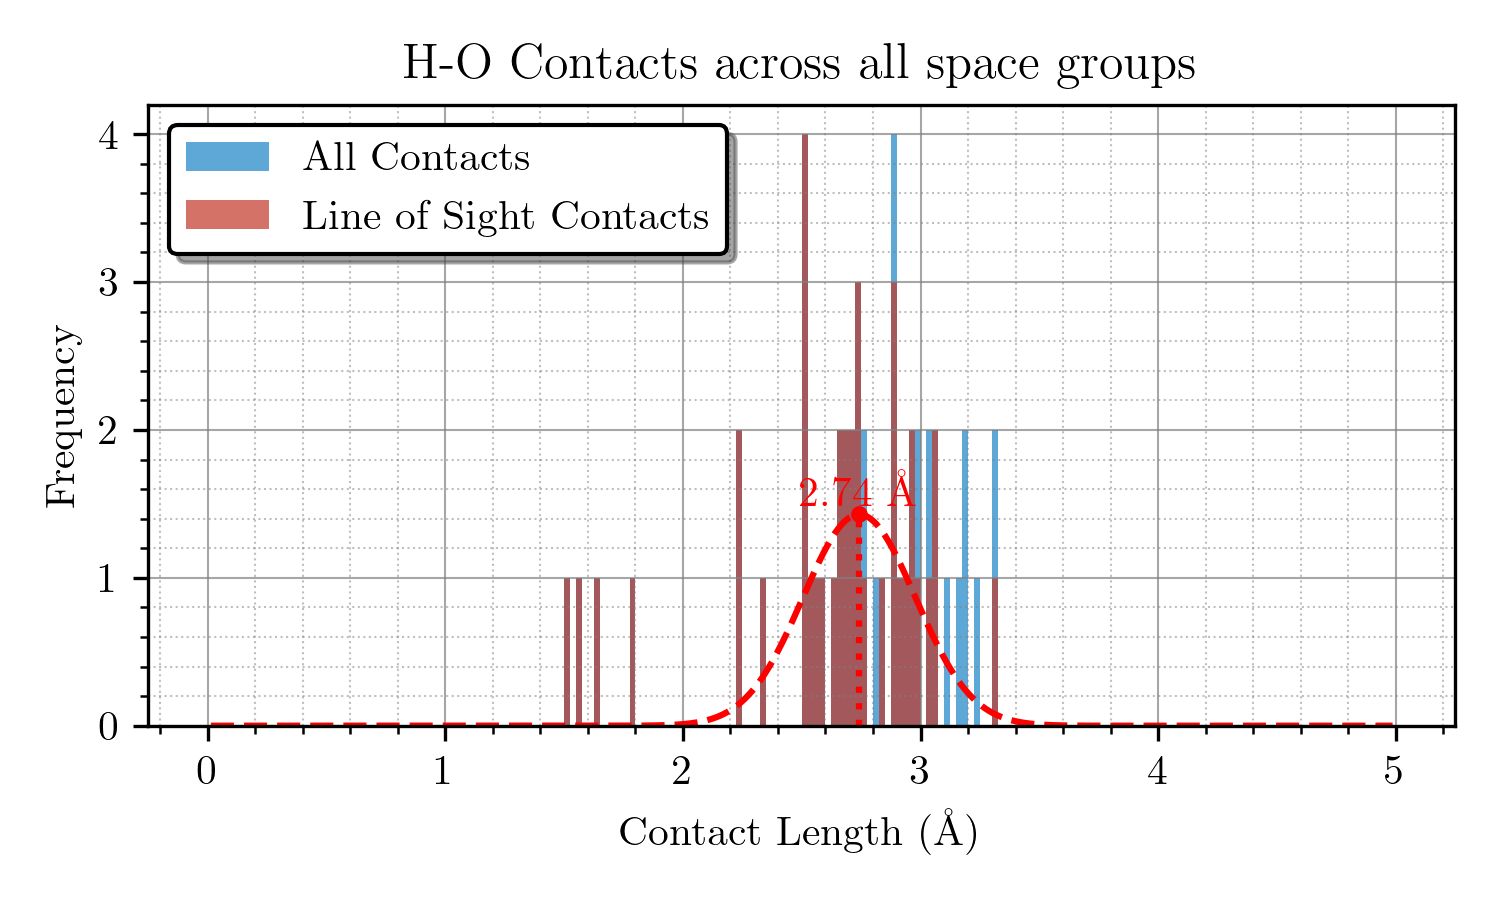 H-O Contacts across all space groups
All Contacts
Line of Sight Contacts
4
3
2
1
0
Frequency
2.74 Å
0 1 2 3 4 5
Contact Length (Å)